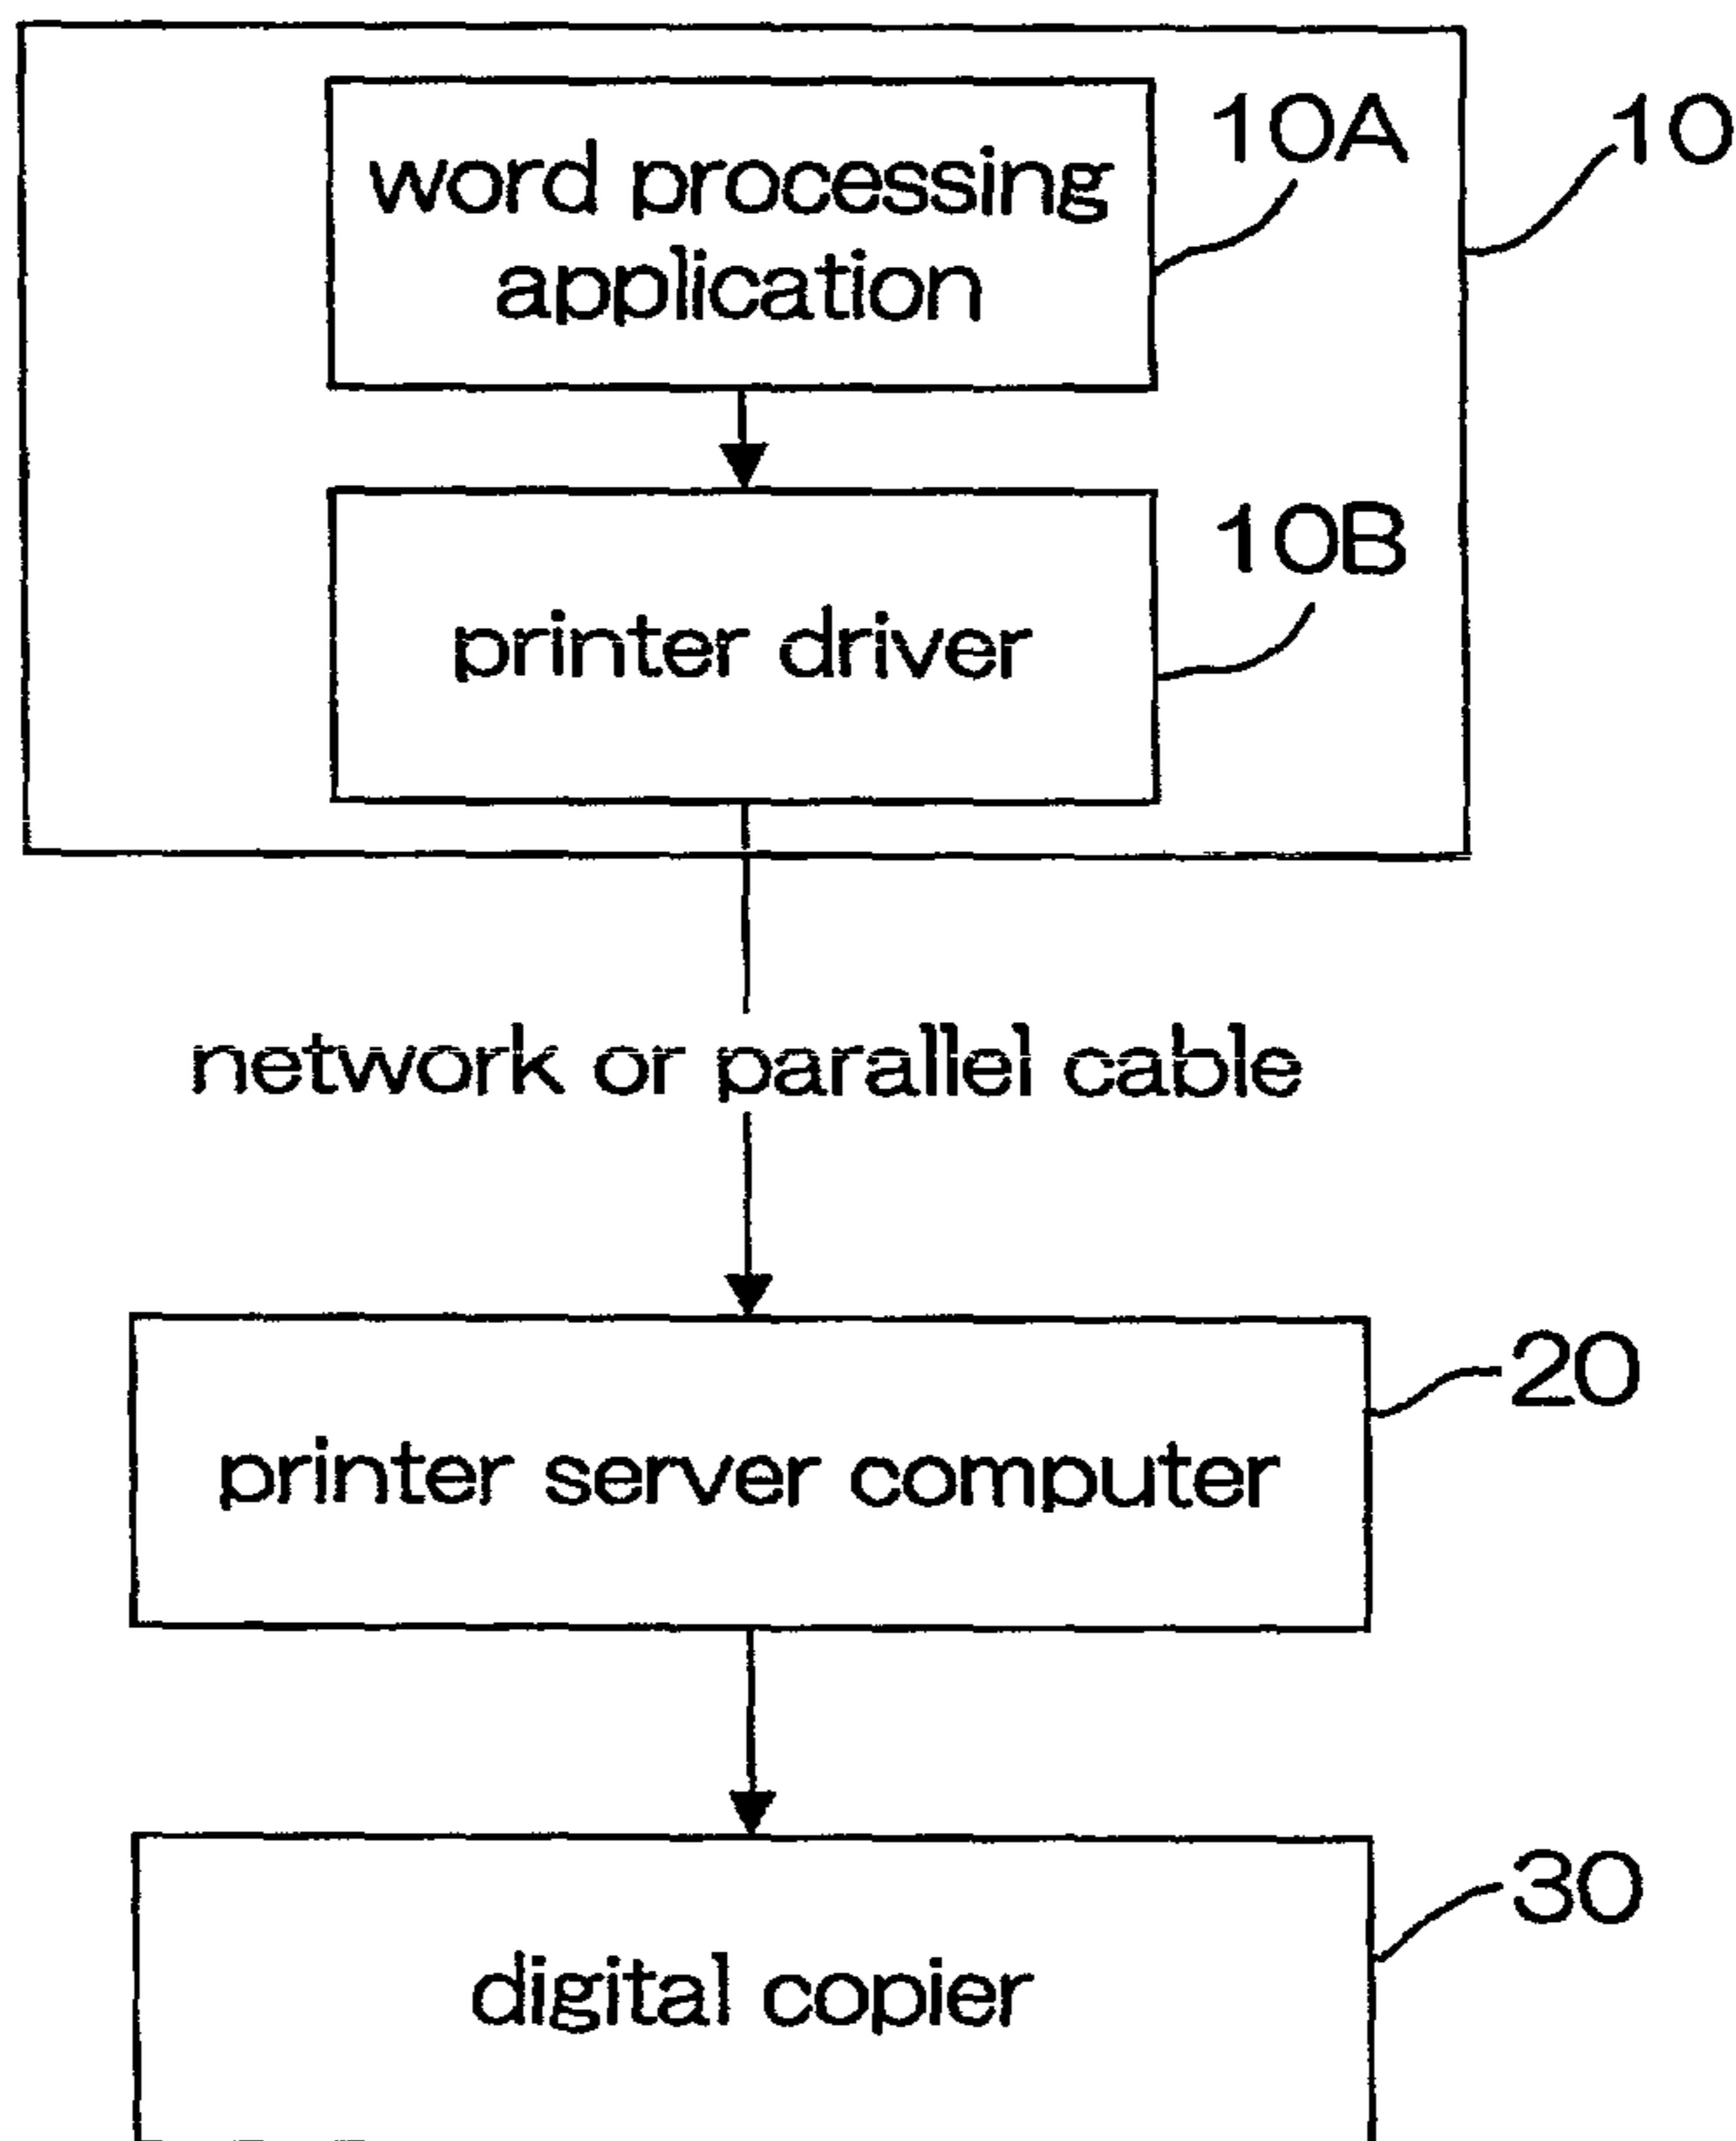 word processing
application
10A
10
printer driver
10B
network or parallel cable
printer server computer
20
digital copier
30